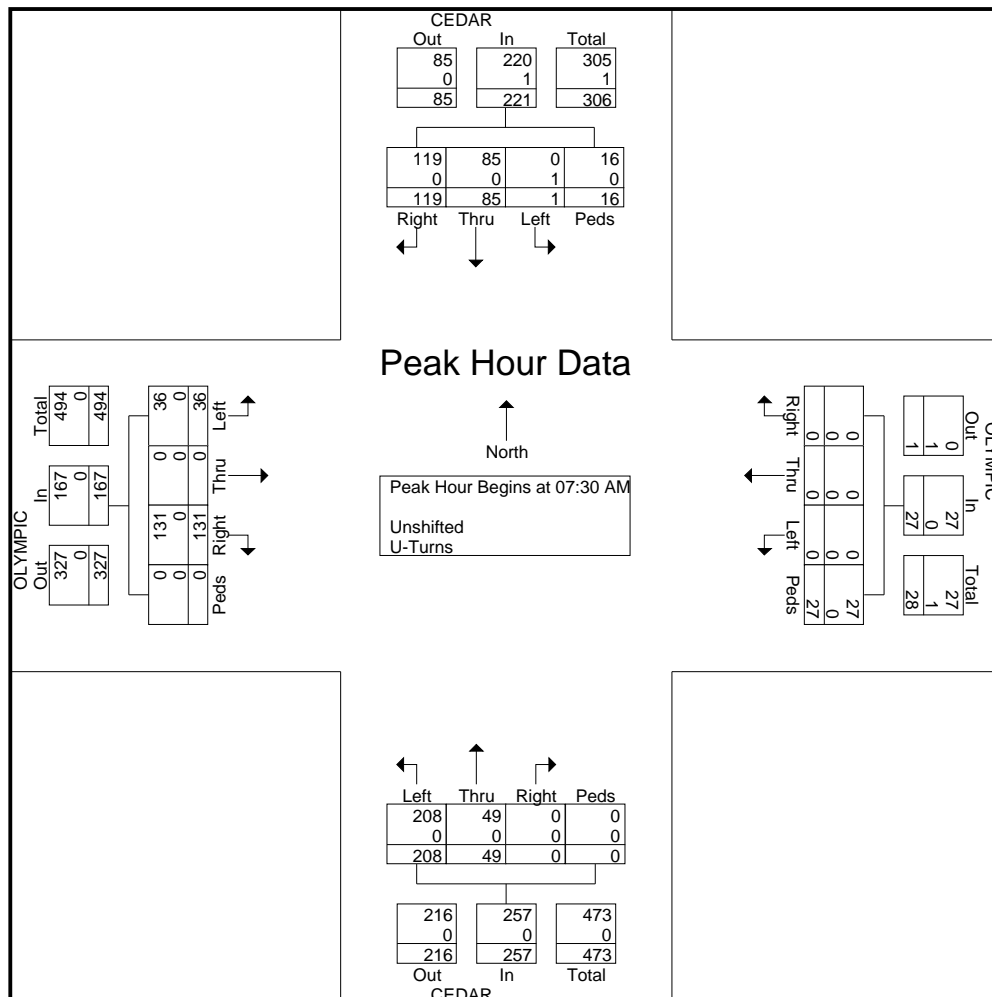 CEDAR
Out In Total
85 220 305
0 1 1
85 221 306
119 85 0 16
0 0 1 0
119 85 1 16
Right Thru Left Peds
Peak Hour Data
North
Peak Hour Begins at 07:30 AM
Unshifted
U-Turns
OLYMPIC
Out In Total
327 167 494
0 0 0
327 167 494
Peds Right Thru Left
0 131 0 36
0 0 0 0
0 131 0 36
OLYMPIC
Out In Total
0 27 27
1 0 1
1 27 28
Right Thru Left Peds
0 0 0 27
0 0 0 0
0 0 0 27
Left Thru Right Peds
208 49 0 0
0 0 0 0
208 49 0 0
216 257 473
0 0 0
216 257 473
Out In Total
CEDAR